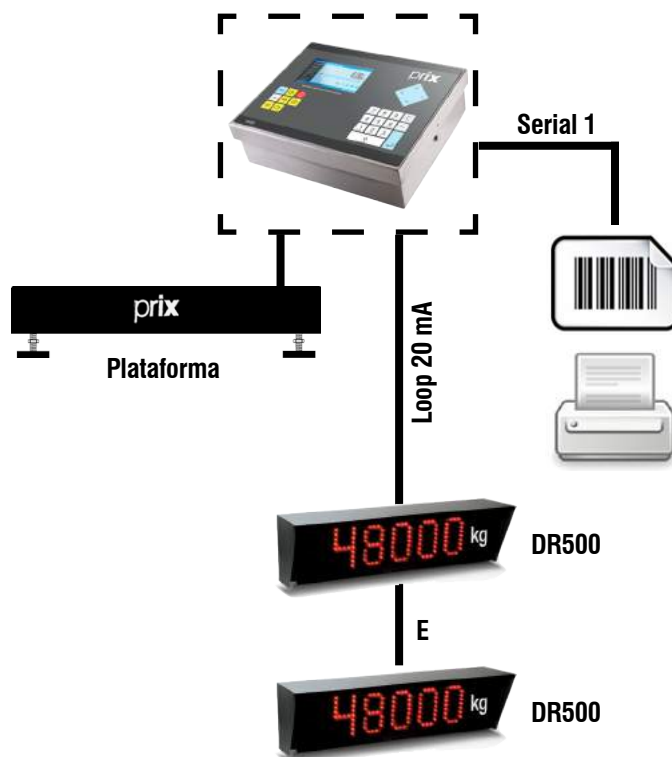 prix
Serial 1
prix
Plataforma
Loop 20 mA
48000 kg
DR500
E
48000 kg
DR500